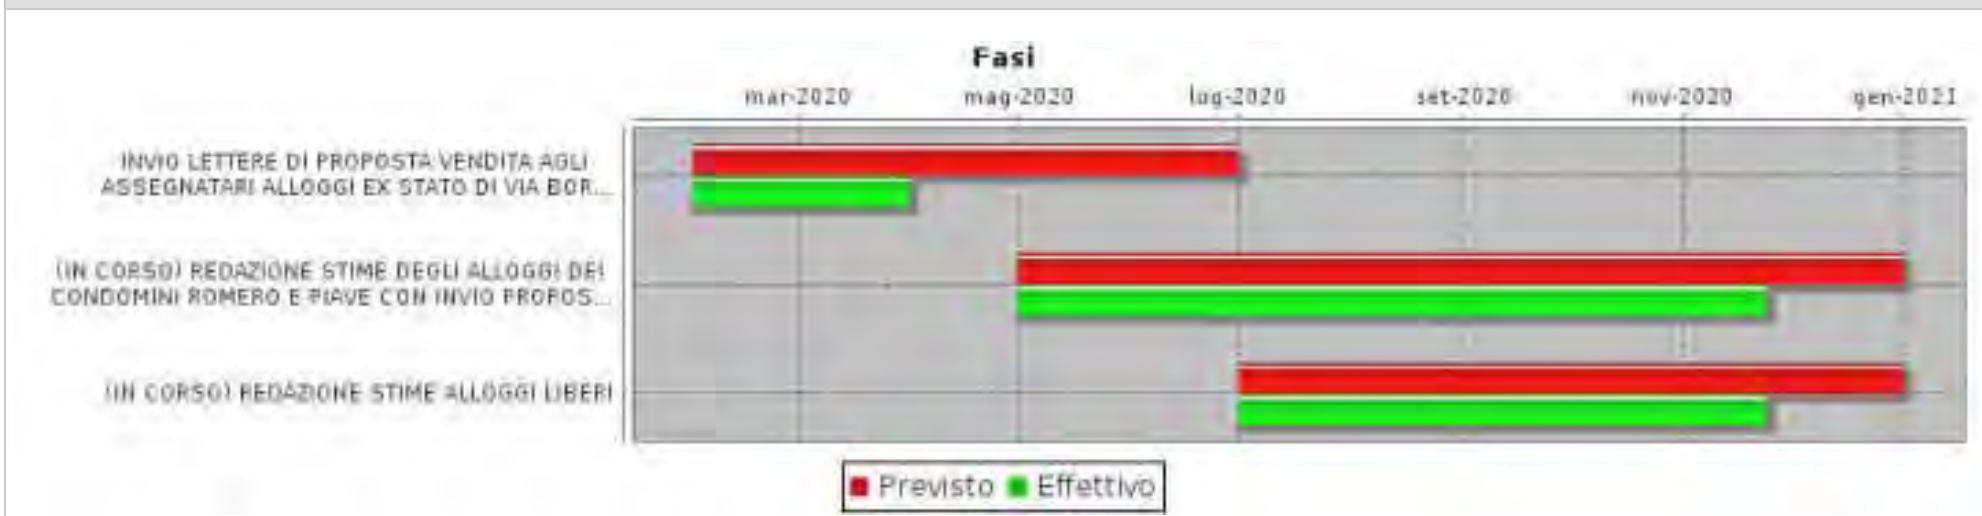 Fasi
mar-2020 mag-2020 lug-2020 set-2020 nov-2020 gen-2021
INVIO LETTERE DI PROPOSTA VENDITA AGLI
ASSEGNATARI ALLOGGI EX STATO DI VIA BOR...
(IN CORSO) REDAZIONE STIME DEGLI ALLOGGI DEI
CONDOMINI ROMERO E PIAVE CON INVIO PROPOS...
(IN CORSO) REDAZIONE STIME ALLOGGI LIBERI
Previsto Effettivo